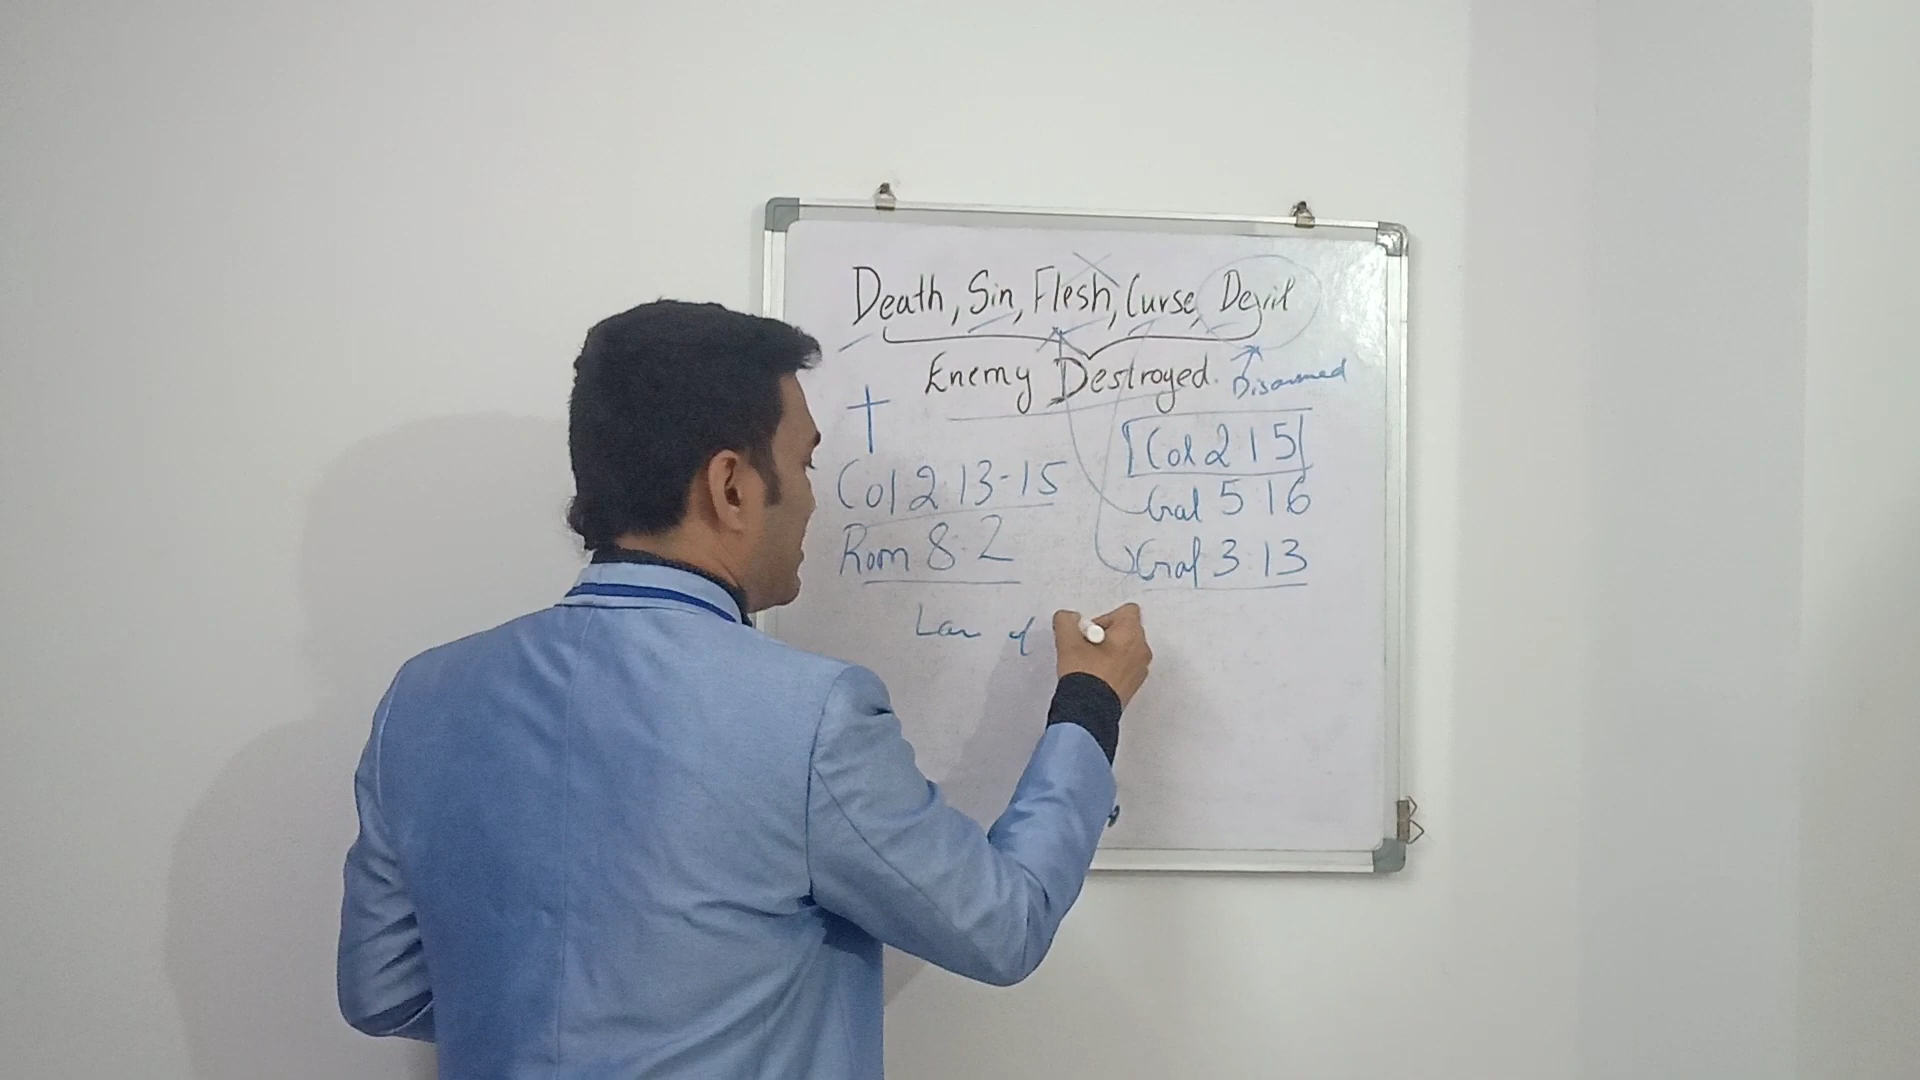 Death, Sin, Flesh, Curse, Devil
Enemy Destroyed.
Disarmed
Col 2:13-15
Rom 8:2
Col 2 15
Gal 5 16
Gal 3 13
Law of